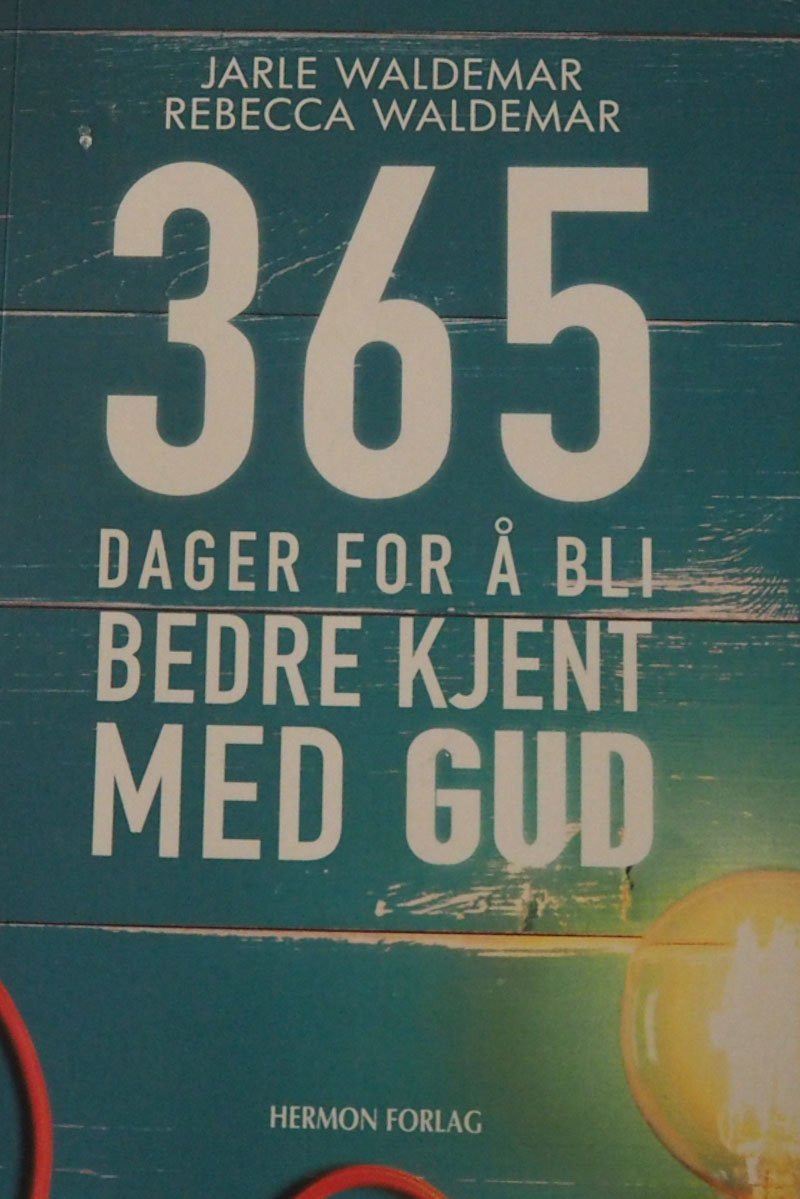 JARLE WALDEMAR
REBECCA WALDEMAR
365
DAGER FOR Å BLI
BEDRE KJENT
MED GUD
HERMON FORLAG